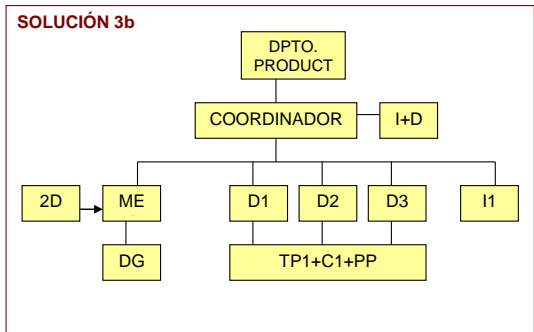 SOLUCIÓN 3b
DPTO.
PRODUCT
COORDINADOR
I+D
2D
ME
D1
D2
D3
I1
DG
TP1+C1+PP